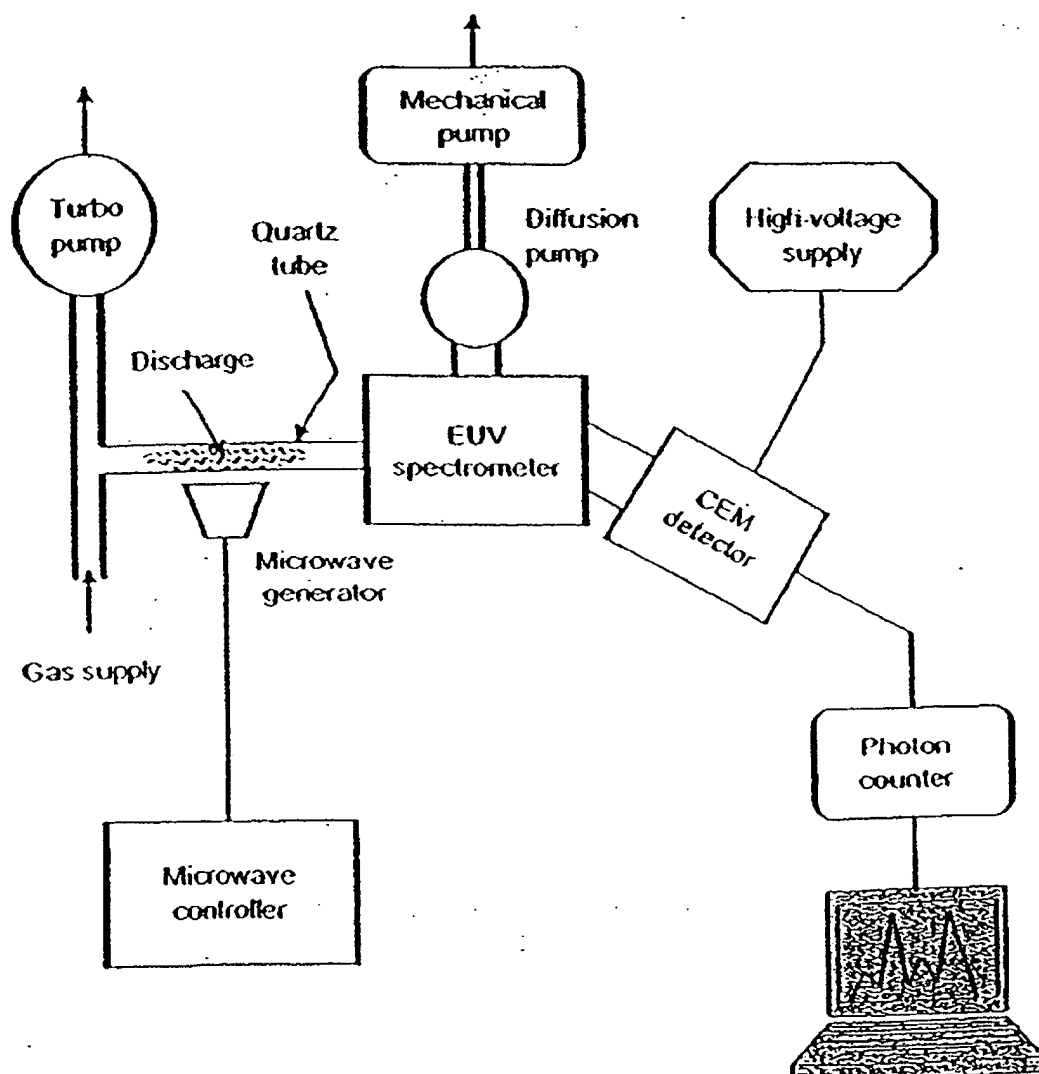 Mechanical
pump
Turbo
pump
Quartz
tube
Diffusion
pump
High-voltage
supply
Discharge
EUV
spectrometer
CEM
detector
Microwave
generator
Gas supply
Photon
counter
Microwave
controller